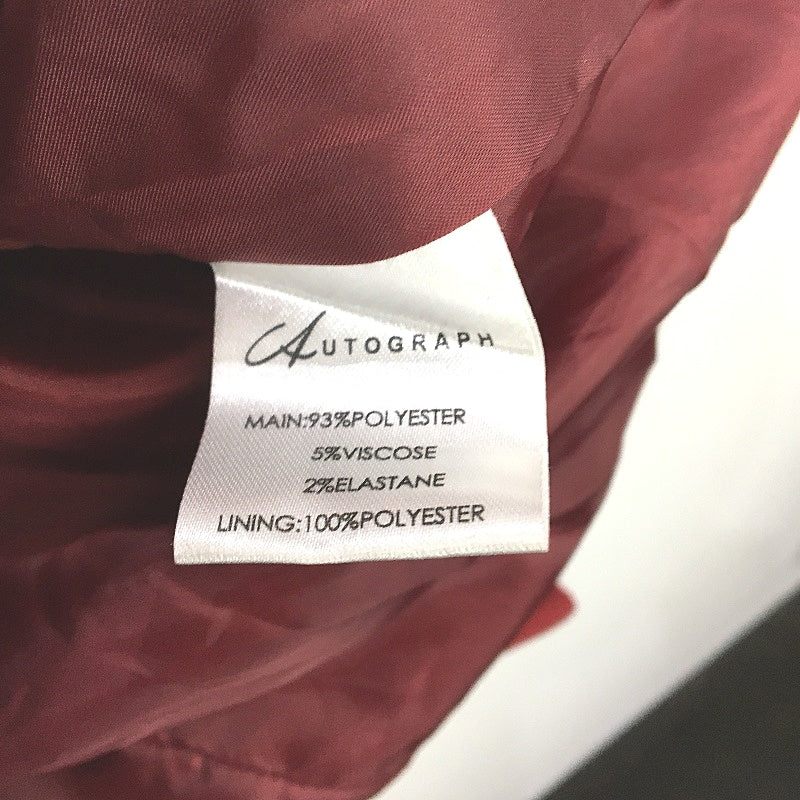 AUTOGRAPH
MAIN:93%POLYESTER
5%VISCOSE
2%ELASTANE
LINING:100%POLYESTER